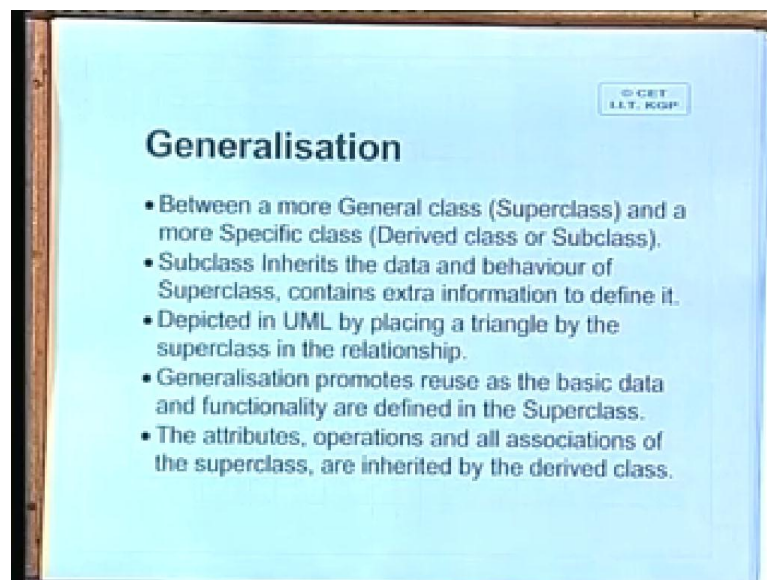 © CET
I.I.T. KGP
Generalisation
• Between a more General class (Superclass) and a
more Specific class (Derived class or Subclass).
• Subclass Inherits the data and behaviour of
Superclass, contains extra information to define it.
• Depicted in UML by placing a triangle by the
superclass in the relationship.
• Generalisation promotes reuse as the basic data
and functionality are defined in the Superclass.
• The attributes, operations and all associations of
the superclass, are inherited by the derived class.